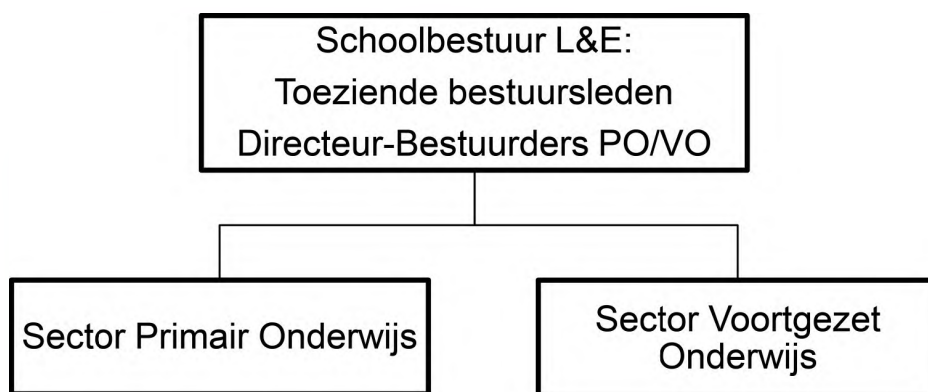 Schoolbestuur L&E:
Toeziende bestuursleden
Directeur-Bestuurders PO/VO
Sector Primair Onderwijs
Sector Voortgezet
Onderwijs